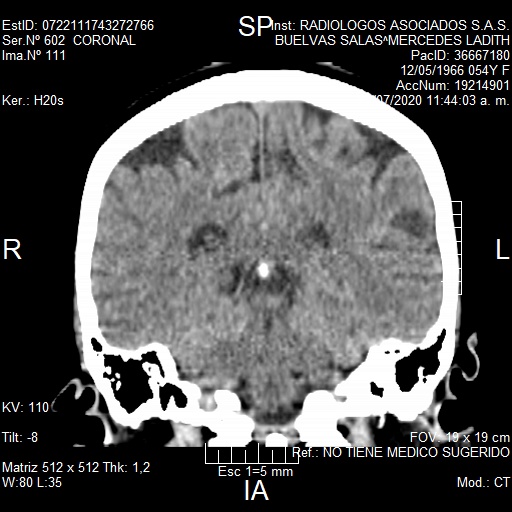 EstID: 0722111743272766
Ser.Nº 602 CORONAL
Ima.Nº 111
SP
Inst: RADIOLOGOS ASOCIADOS S.A.S.
BUELVAS SALAS^MERCEDES LADITH
PacID: 36667180
12/05/1966 054Y F
AccNum: 19214901
Ker.: H20s
07/2020 11:44:03 a. m.
R
L
KV: 110
Tilt: -8
FOV: 19 x 19 cm
Ref.: NO TIENE MEDICO SUGERIDO
Matriz 512 x 512 Thk: 1,2
Esc 1=5 mm
W:80 L:35
IA
Mod.: CT